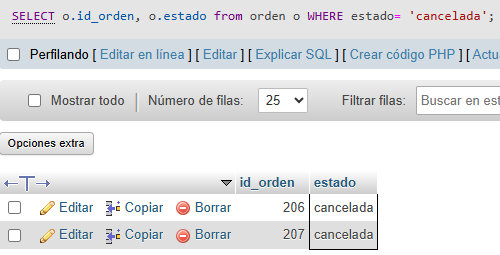 SELECT o.id_orden, o.estado from orden o WHERE estado= 'cancelada';
Perfilando [ Editar en línea ] [ Editar ] [ Explicar SQL ] [ Crear código PHP ] [ Actu
Mostrar todo Número de filas: 25 Filtrar filas: Buscar en est
Opciones extra
id_orden estado
Editar Copiar Borrar 206 cancelada
Editar Copiar Borrar 207 cancelada